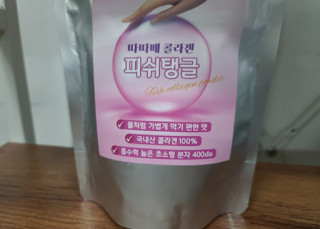 따따배 콜라겐
피쉬탱글
Fish collagen powder
물처럼 가볍게 먹기 편한 맛
국내산 콜라겐 100%
흡수력 높은 초소형 분자 400da